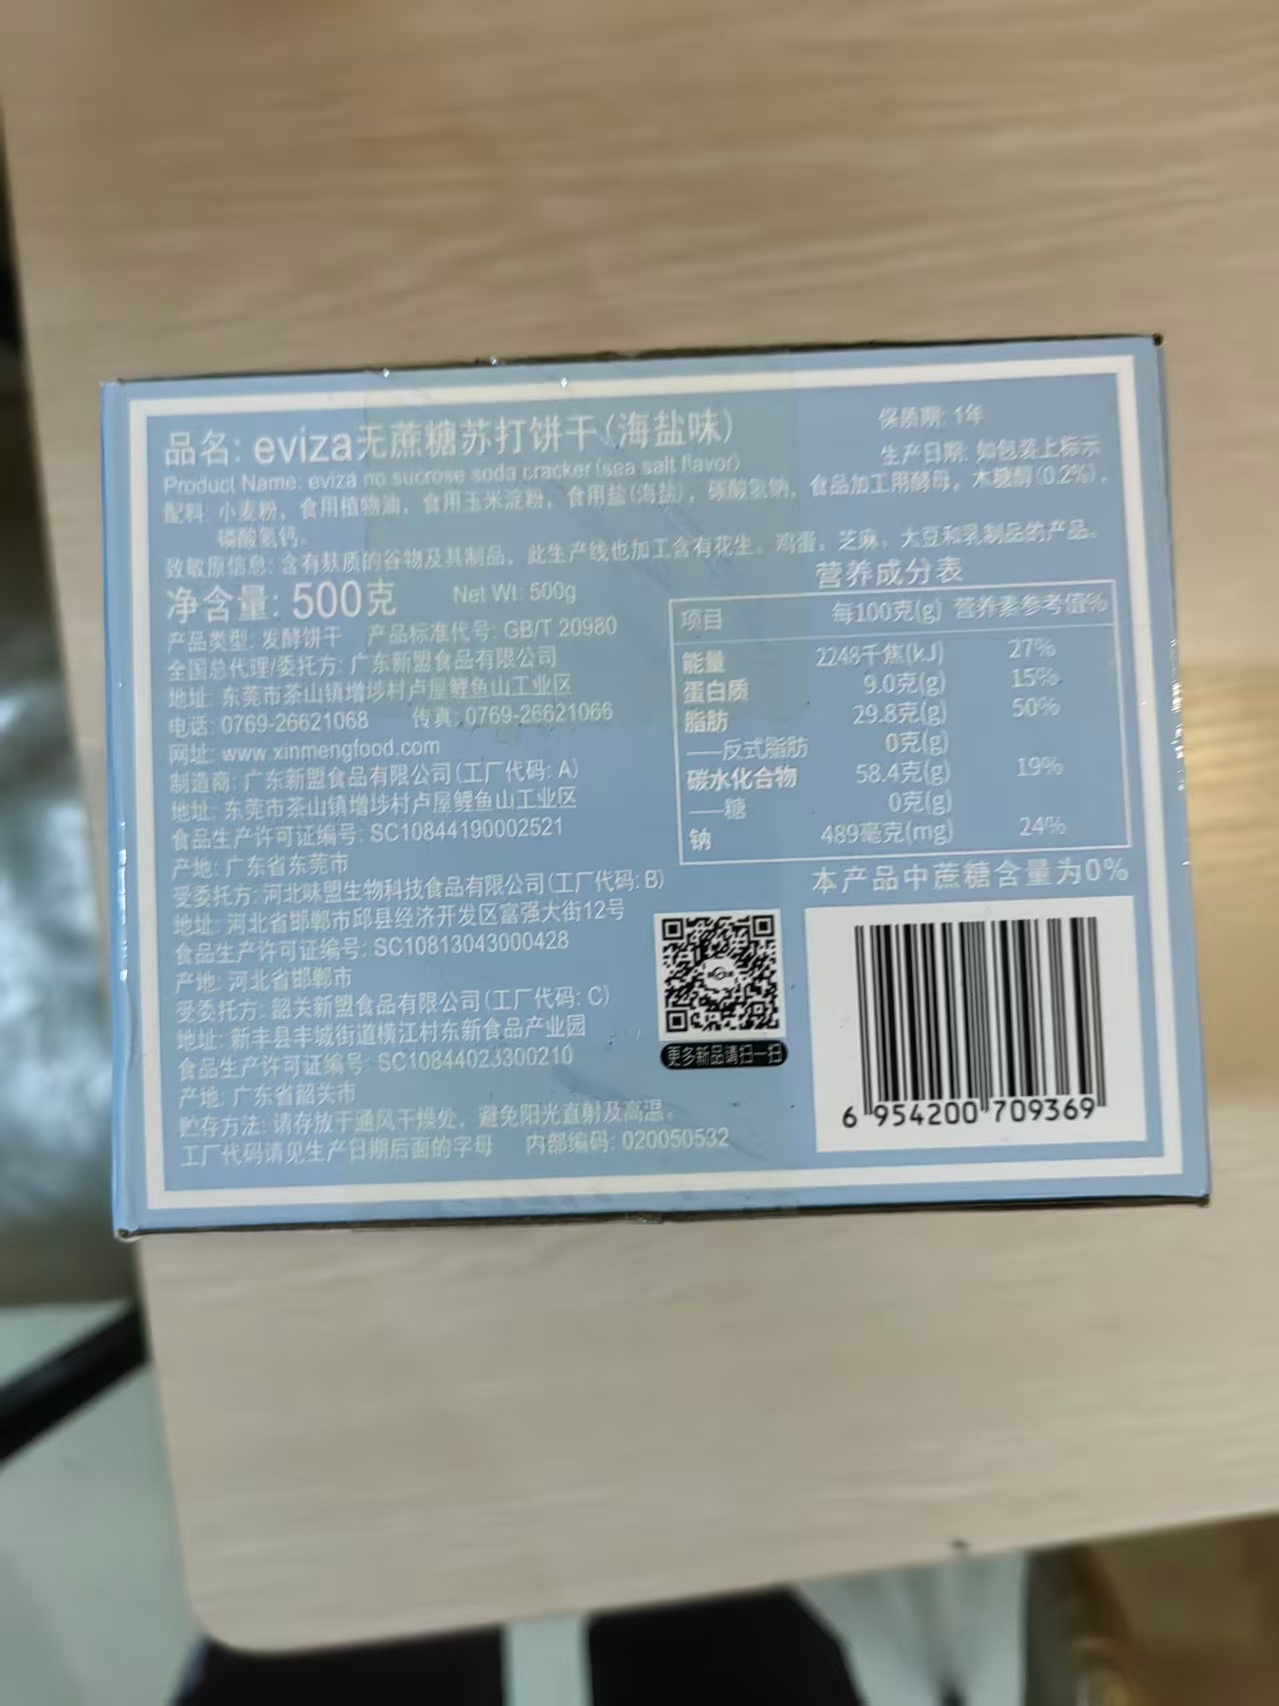 品名: eviza无蔗糖苏打饼干(海盐味)
保质期: 1年
Product Name: eviza no sucrose soda cracker (sea salt flavor)
生产日期: 如包装上标示
配料: 小麦粉，食用植物油，食用玉米淀粉，食用盐(海盐)，碳酸氢钠，食品加工用酵母，木糖醇(0.2%)，
磷酸氢钙。
致敏原信息: 含有麸质的谷物及其制品，此生产线也加工含有花生、鸡蛋、芝麻、大豆和乳制品的产品。
净含量: 500克 Net Wt: 500g
产品类型: 发酵饼干 产品标准代号: GB/T 20980
全国总代理/委托方: 广东新盟食品有限公司
地址: 东莞市茶山镇增埗村卢屋鲤鱼山工业区
电话: 0769-26621068 传真: 0769-26621066
网址: www.xinmengfood.com
制造商: 广东新盟食品有限公司(工厂代码: A)
地址: 东莞市茶山镇增埗村卢屋鲤鱼山工业区
食品生产许可证编号: SC10844190002521
产地: 广东省东莞市
受委托方: 河北味盟生物科技食品有限公司(工厂代码: B)
地址: 河北省邯郸市邱县经济开发区富强大街12号
食品生产许可证编号: SC10813043000428
产地: 河北省邯郸市
受委托方: 韶关新盟食品有限公司(工厂代码: C)
地址: 新丰县丰城街道横江村东新食品产业园
食品生产许可证编号: SC10844023300210
产地: 广东省韶关市
贮存方法: 请存放于通风干燥处，避免阳光直射及高温。
工厂代码请见生产日期后面的字母 内部编码: 020050532
营养成分表
项目 每100克(g) 营养素参考值%
能量 2248千焦(kJ) 27%
蛋白质 9.0克(g) 15%
脂肪 29.8克(g) 50%
——反式脂肪 0克(g)
碳水化合物 58.4克(g) 19%
——糖 0克(g)
钠 489毫克(mg) 24%
本产品中蔗糖含量为0%
更多新品请扫一扫
6 954200 709369